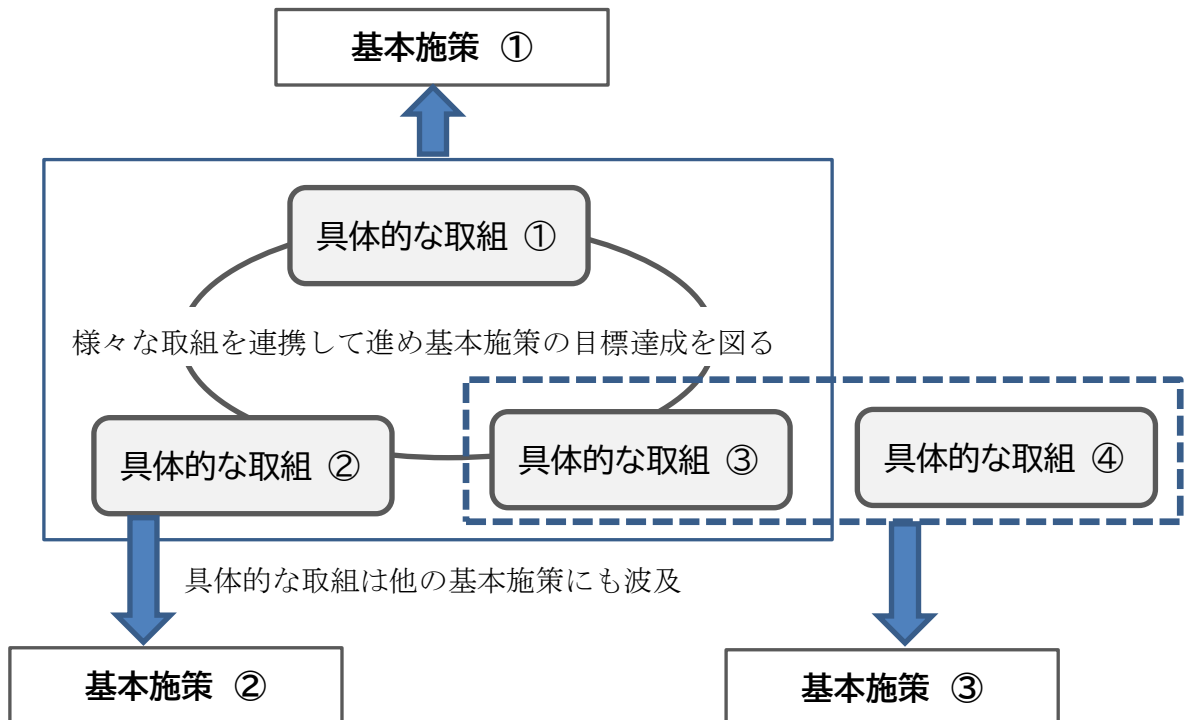 基本施策 ①
具体的な取組 ①
様々な取組を連携して進め基本施策の目標達成を図る
具体的な取組 ②
具体的な取組 ③
具体的な取組 ④
具体的な取組は他の基本施策にも波及
基本施策 ②
基本施策 ③